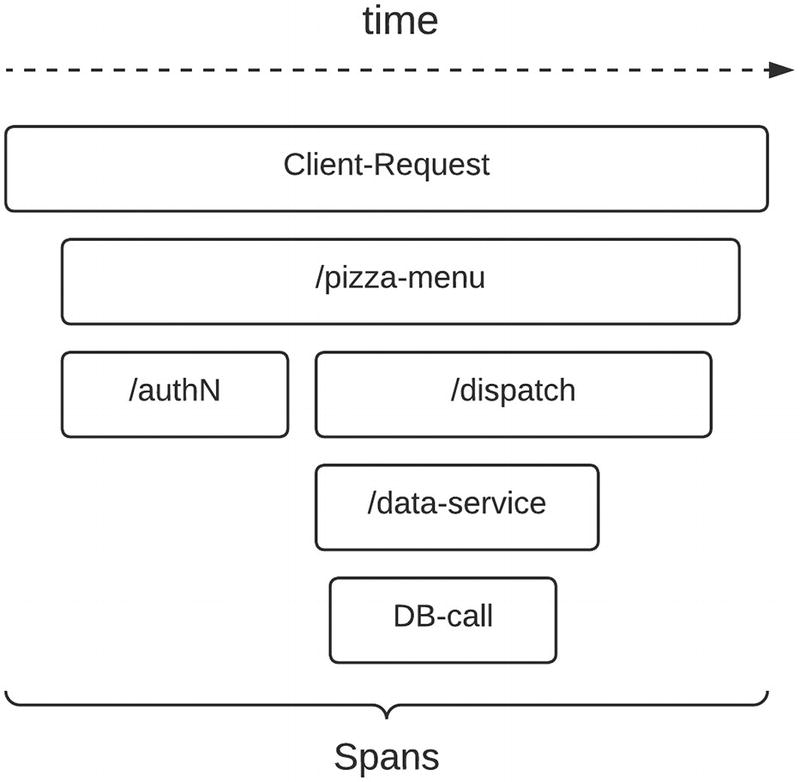 time
Client-Request
/pizza-menu
/authN
/dispatch
/data-service
DB-call
Spans